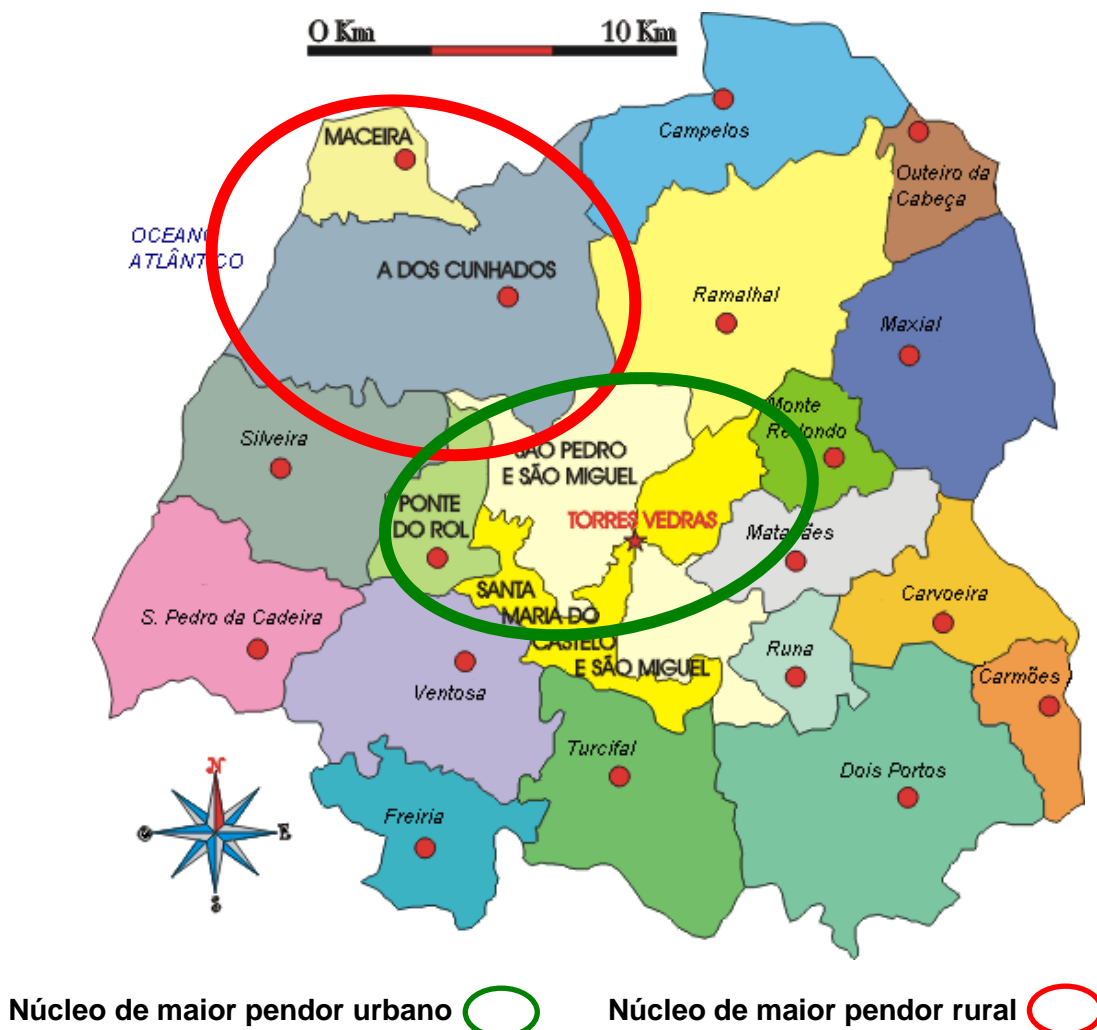 O Km 10 Km
MACEIRA
Campelos
Outeiro da
Cabeça
OCEANO
ATLÂNTICO
A DOS CUNHADOS
Ramalhal
Maxial
Monte
Redondo
Silveira
SÃO PEDRO
E SÃO MIGUEL
PONTE
DO ROL
TORRES VEDRAS
Matacães
SANTA
MARIA DO
CASTELO
E SÃO MIGUEL
S. Pedro da Cadeira
Carvoeira
Runa
Carmões
Ventosa
Turcifal
Dois Portos
Freiria
N
O E
S
Núcleo de maior pendor urbano Núcleo de maior pendor rural